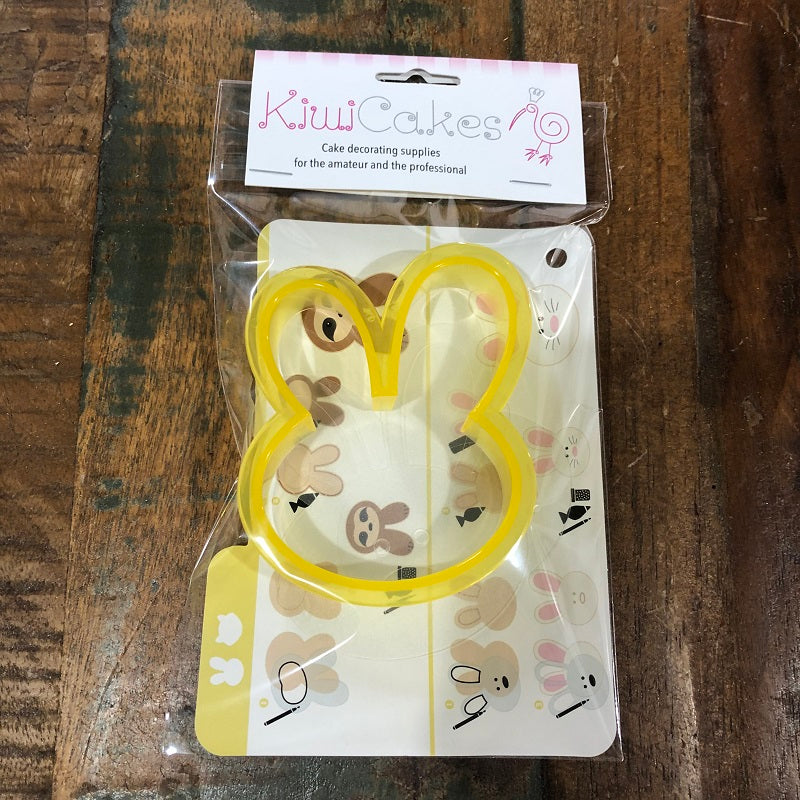 KiwiCakes
Cake decorating supplies
for the amateur and the professional